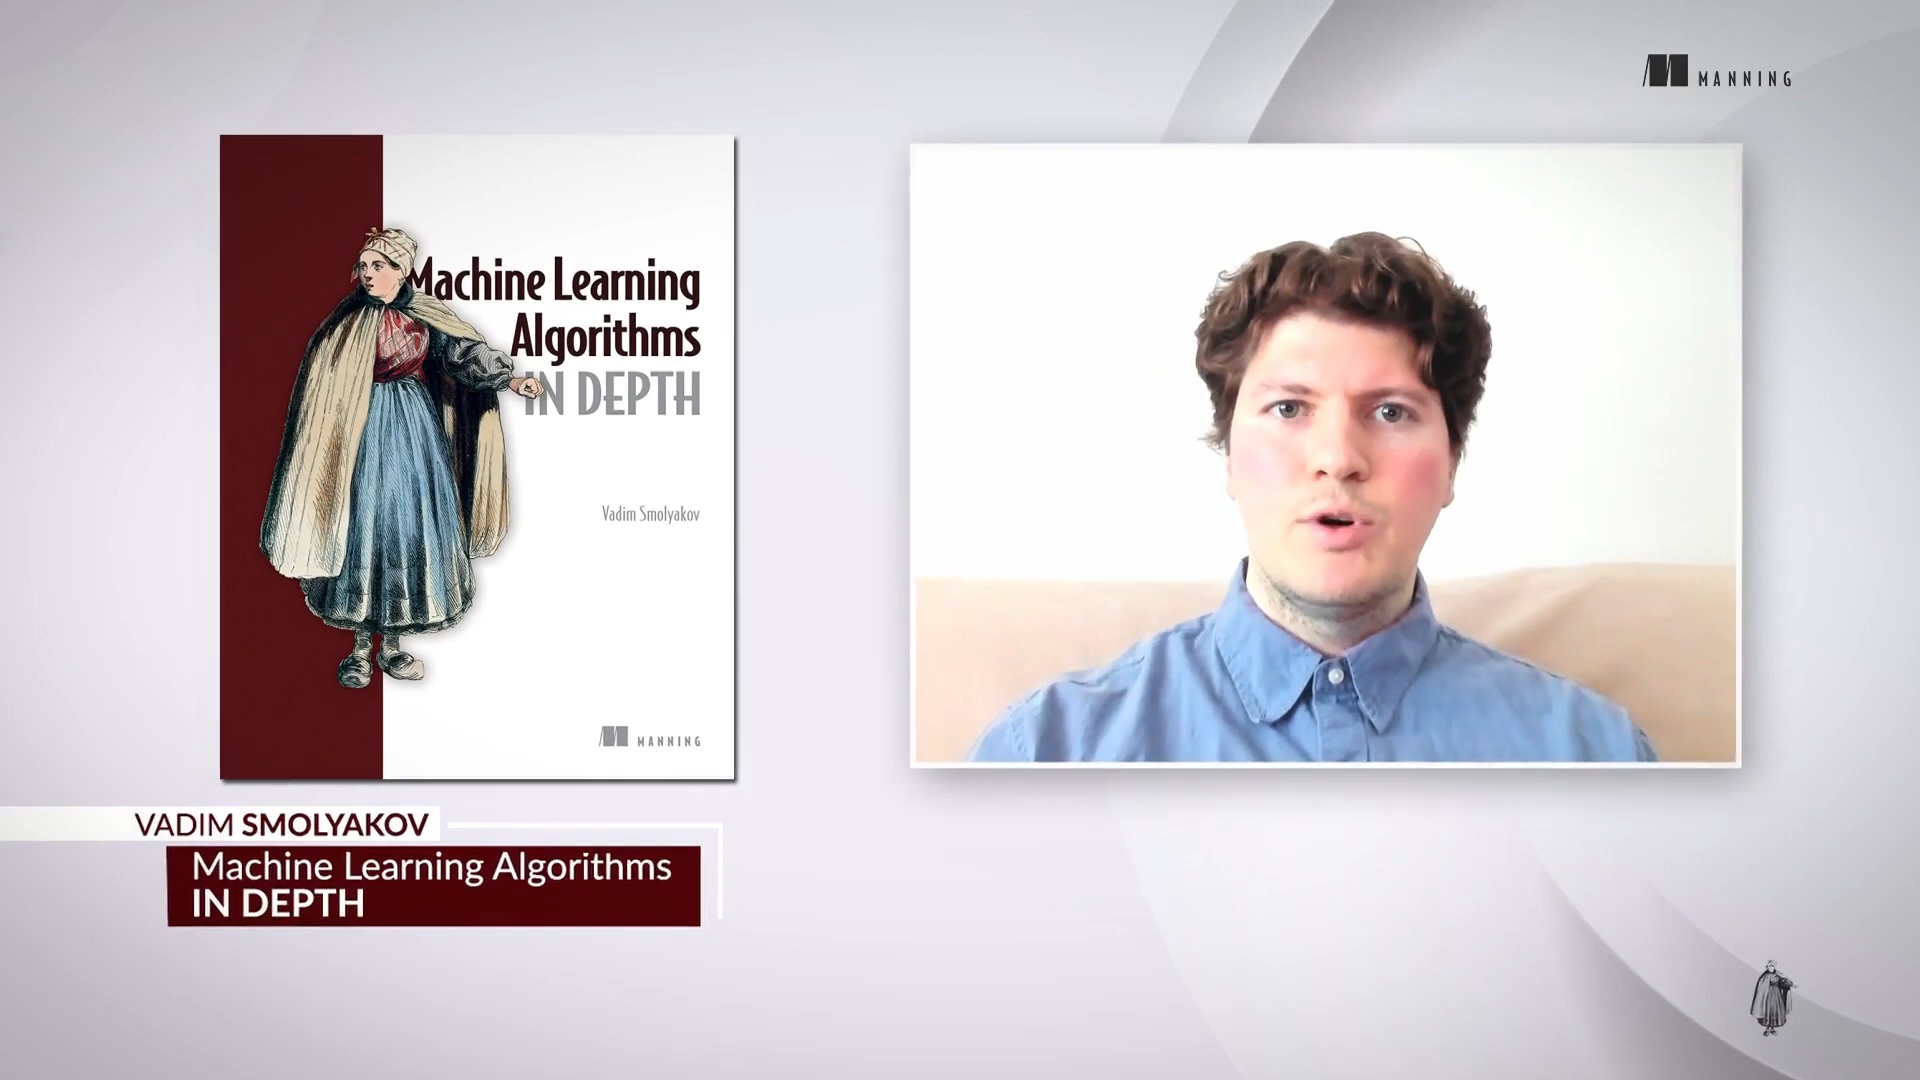 MANNING
Machine Learning
Algorithms
IN DEPTH
Vadim Smolyakov
MANNING
VADIM SMOLYAKOV
Machine Learning Algorithms
IN DEPTH